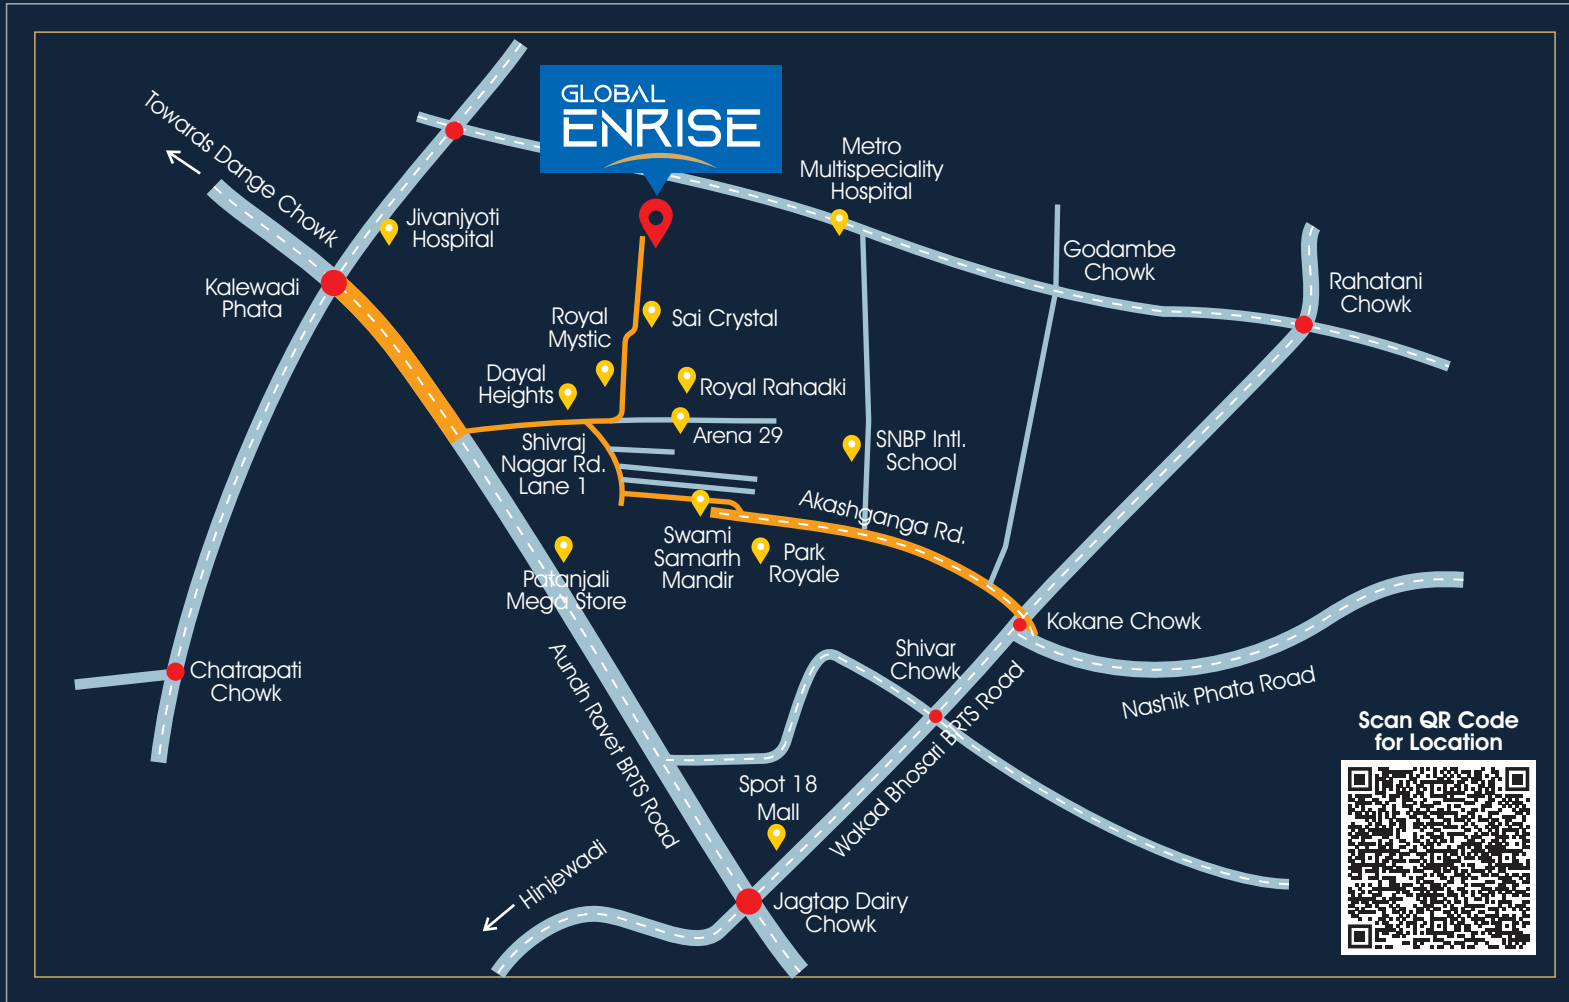 GLOBAL
ENRISE
Towards Dange Chowk
Metro
Multispeciality
Hospital
Jivanjyoti
Hospital
Godambe
Chowk
Rahatani
Chowk
Kalewadi
Phata
Royal
Mystic
Sai Crystal
Dayal
Heights
Royal Rahadki
Arena 29
Shivraj
Nagar Rd.
Lane 1
SNBP Intl.
School
Akashganga Rd.
Swami
Samarth
Mandir
Park
Royale
Patanjali
Mega Store
Kokane Chowk
Shivar
Chowk
Chatrapati
Chowk
Aundh Ravet BRTS Road
Nashik Phata Road
Wakad Bhosari BRTS Road
Spot 18
Mall
Hinjewadi
Jagtap Dairy
Chowk
Scan QR Code
for Location